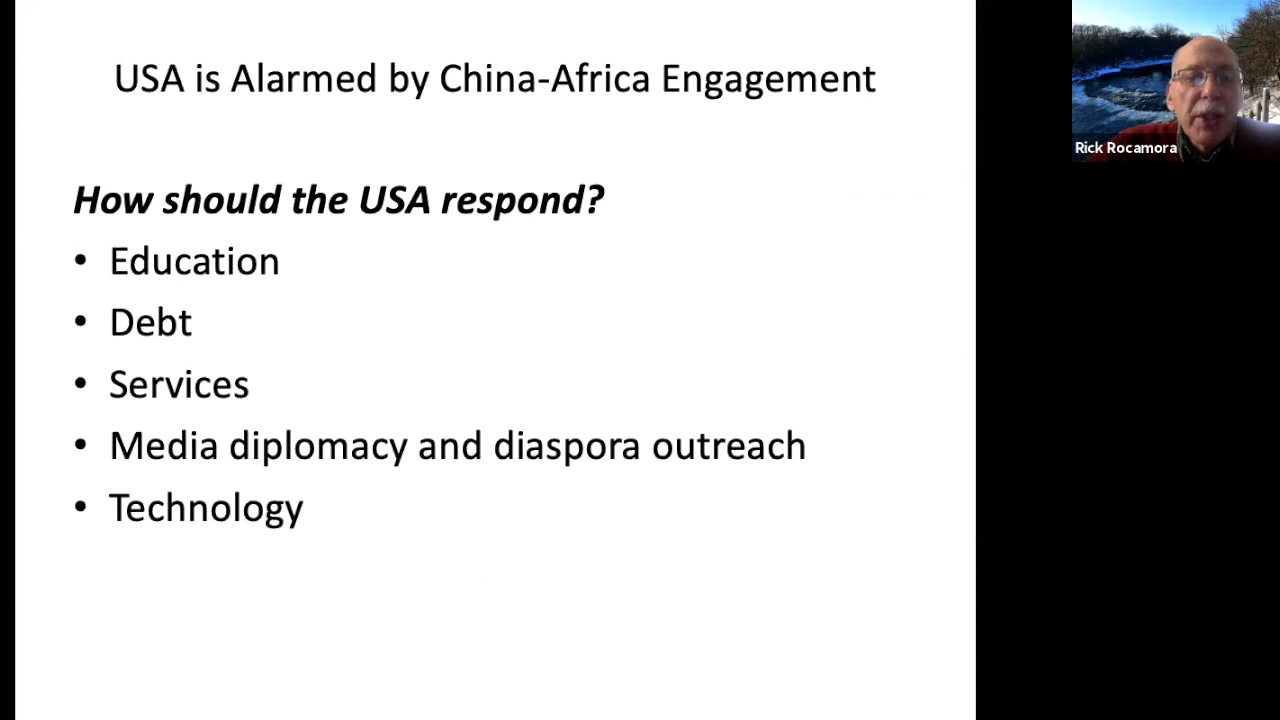 USA is Alarmed by China-Africa Engagement
How should the USA respond?
• Education
• Debt
• Services
• Media diplomacy and diaspora outreach
• Technology
Rick Rocamora